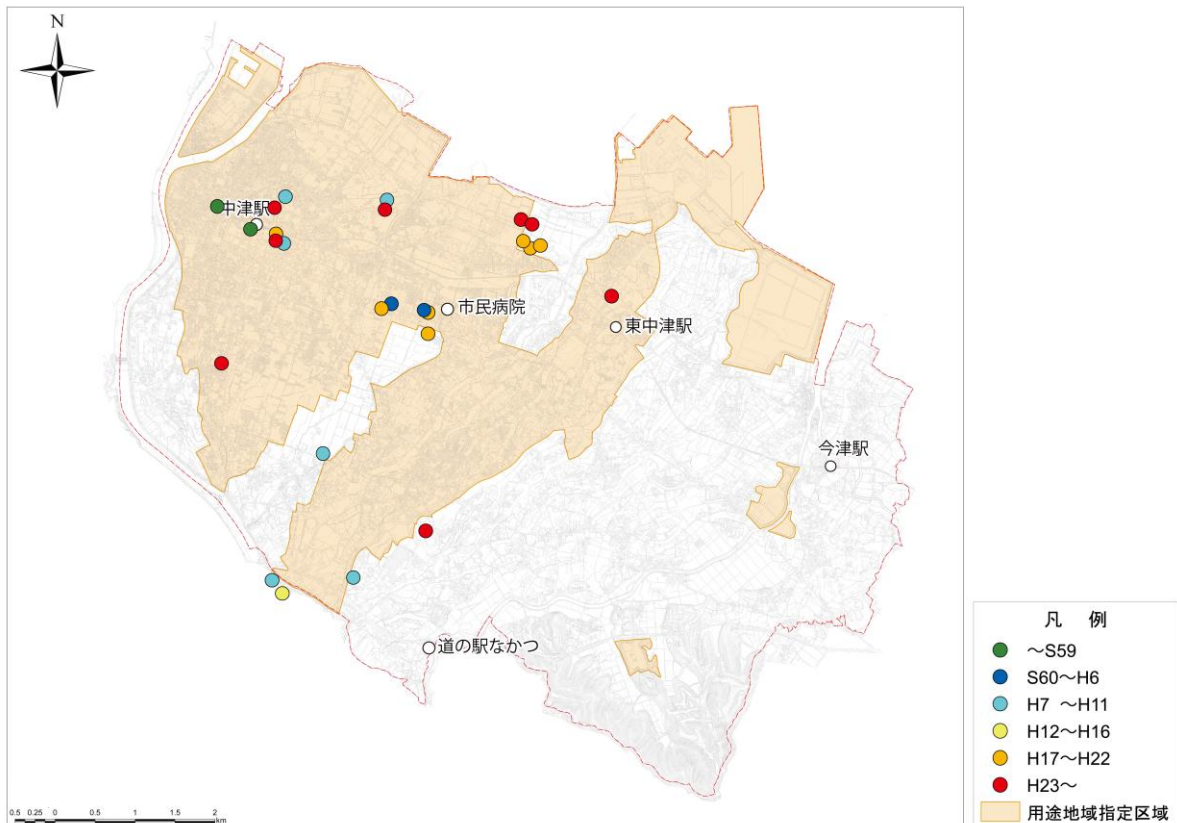 N
中津駅
市民病院
東中津駅
今津駅
道の駅なかつ
0.5 0.25 0 0.5 1 1.5 2
km
凡 例
～S59
S60～H6
H7 ～H11
H12～H16
H17～H22
H23～
用途地域指定区域